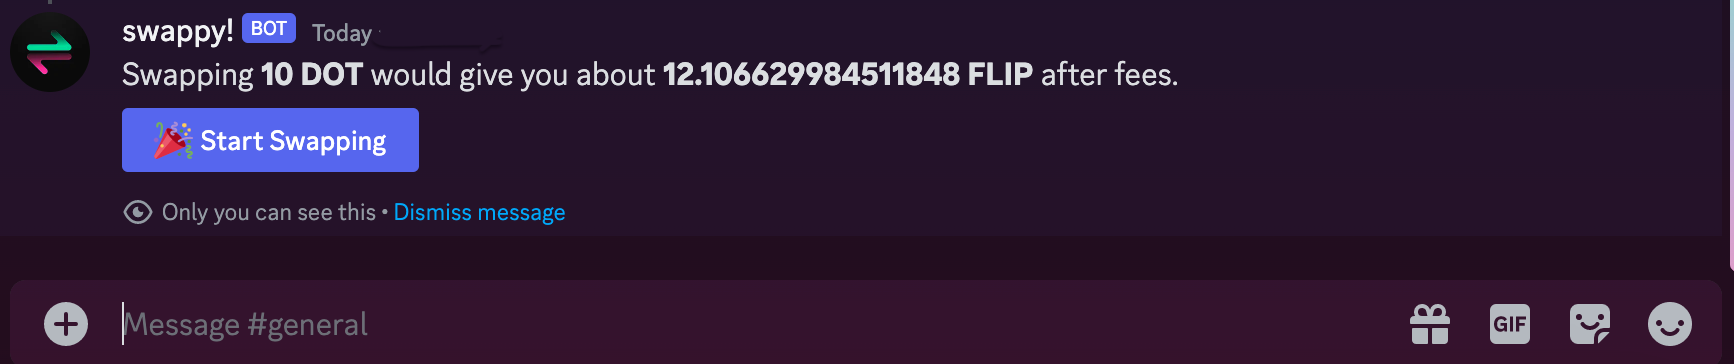 swappy! BOT Today
Swapping 10 DOT would give you about 12.106629984511848 FLIP after fees.
🎉 Start Swapping
Only you can see this • Dismiss message
Message #general
GIF